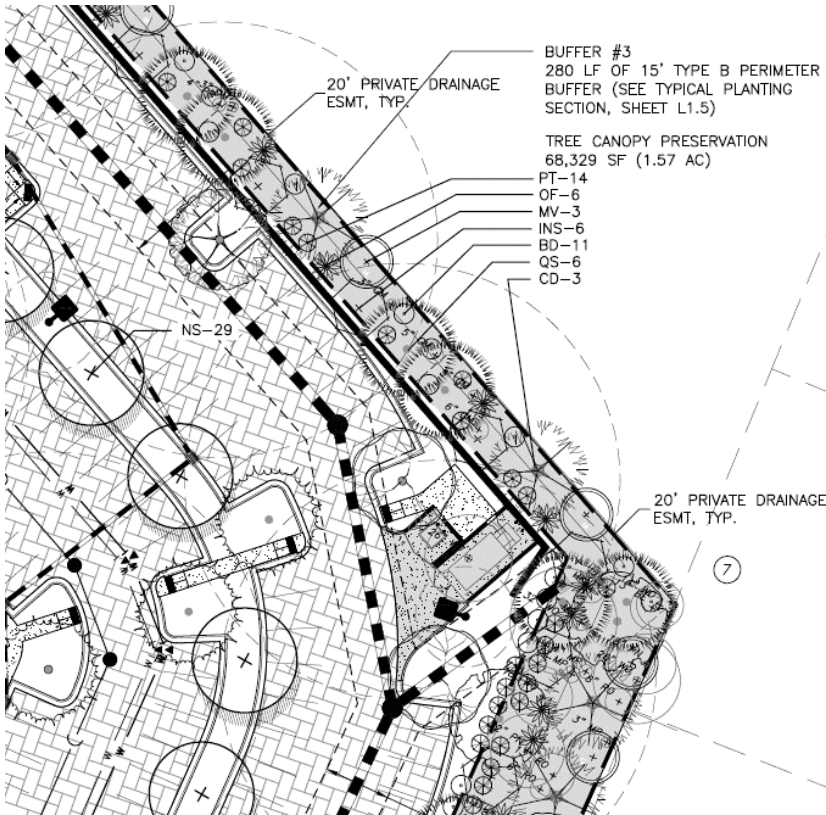 BUFFER #3
280 LF OF 15' TYPE B PERIMETER
BUFFER (SEE TYPICAL PLANTING
SECTION, SHEET L1.5)
20' PRIVATE DRAINAGE
ESMT, TYP.
TREE CANOPY PRESERVATION
68,329 SF (1.57 AC)
PT-14
OF-6
MV-3
INS-6
BD-11
QS-6
CD-3
NS-29
20' PRIVATE DRAINAGE
ESMT, TYP.
7